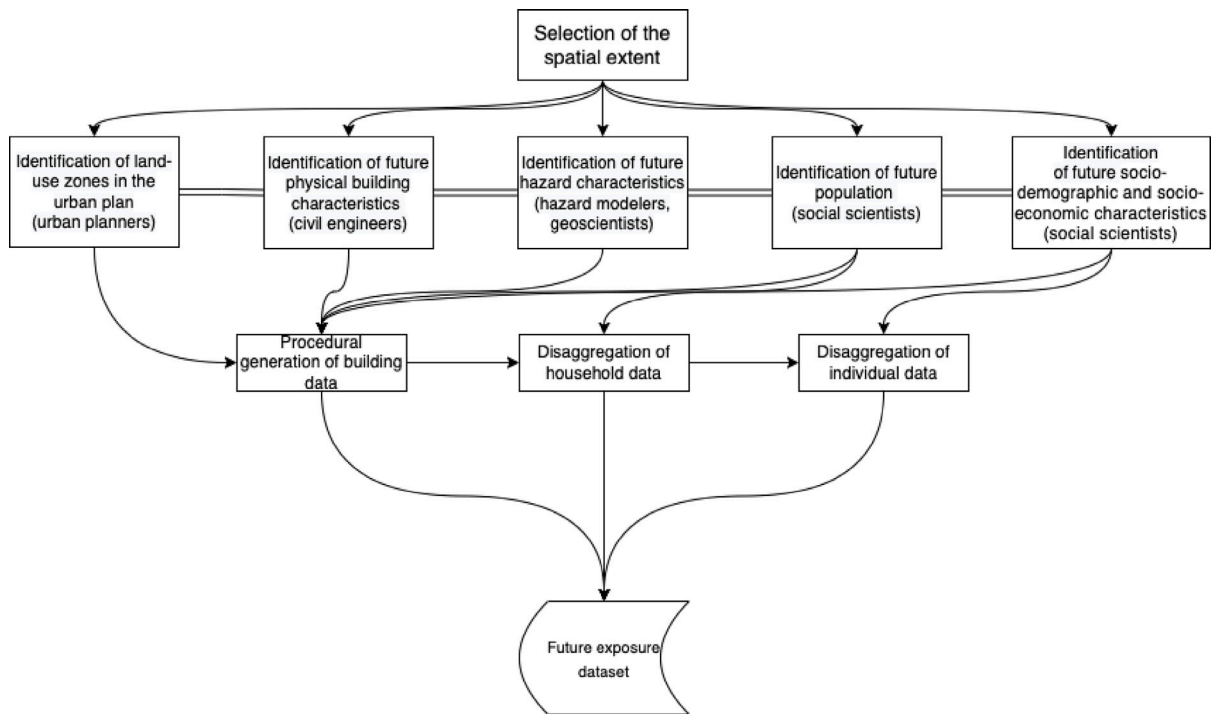 Selection of the
spatial extent
Identification of land-
use zones in the
urban plan
(urban planners)
Identification of future
physical building
characteristics
(civil engineers)
Identification of future
hazard characteristics
(hazard modelers,
geoscientists)
Identification of future
population
(social scientists)
Identification
of future socio-
demographic and socio-
economic characteristics
(social scientists)
Procedural
generation of building
data
Disaggregation of
household data
Disaggregation of
individual data
Future exposure
dataset